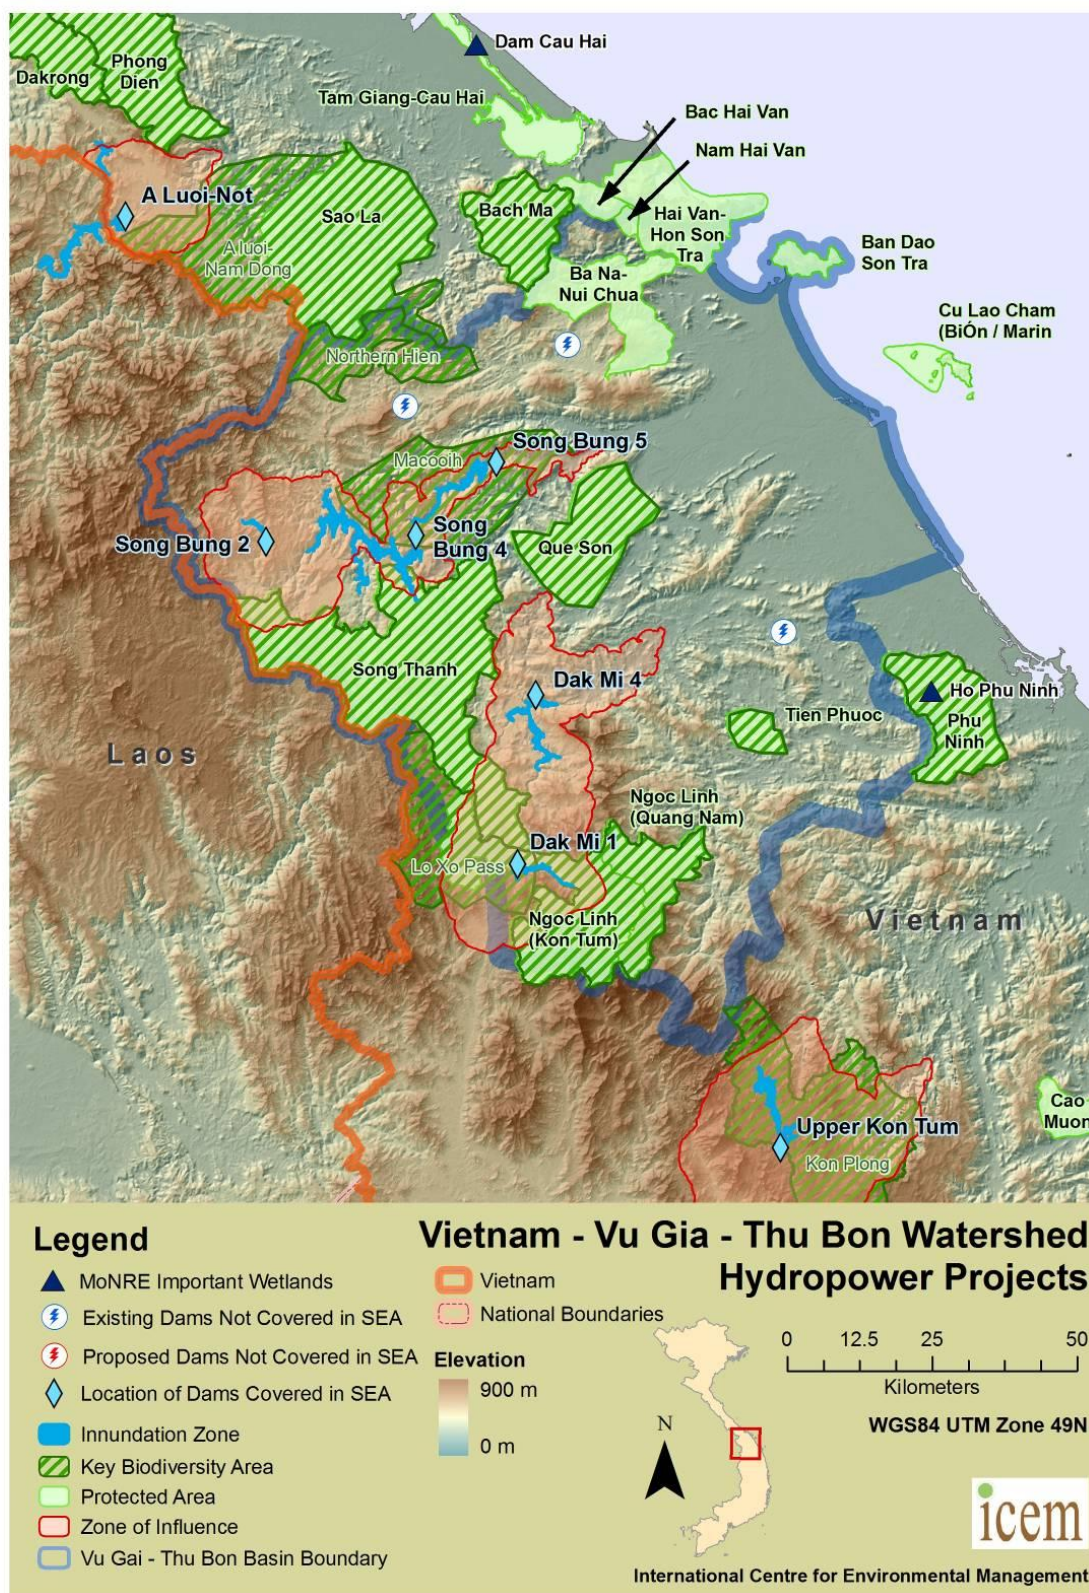 Dam Cau Hai
Phong
Dien
Dakrong
Tam Giang-Cau Hai
Bac Hai Van
Nam Hai Van
A Luoi-Not
Sao La
Bach Ma
Hai Van-
Hon Son
Tra
Ban Dao
Son Tra
A luoi-
Nam Dong
Ba Na-
Nui Chua
Cu Lao Cham
(BiÓn / Marin
Northern Hien
Song Bung 5
Macooih
Song Bung 2
Song
Bung 4
Que Son
Song Thanh
Dak Mi 4
Ho Phu Ninh
Tien Phuoc
Phu
Ninh
Laos
Ngoc Linh
(Quang Nam)
Dak Mi 1
Lo Xo Pass
Ngoc Linh
(Kon Tum)
Vietnam
Cao
Muon
Upper Kon Tum
Kon Plong
Legend
MoNRE Important Wetlands
Existing Dams Not Covered in SEA
Proposed Dams Not Covered in SEA
Location of Dams Covered in SEA
Innundation Zone
Key Biodiversity Area
Protected Area
Zone of Influence
Vu Gai - Thu Bon Basin Boundary
Vietnam
National Boundaries
Elevation
900 m
0 m
Vietnam - Vu Gia - Thu Bon Watershed
Hydropower Projects
0 12.5 25 50
Kilometers
N
WGS84 UTM Zone 49N
icem
International Centre for Environmental Management